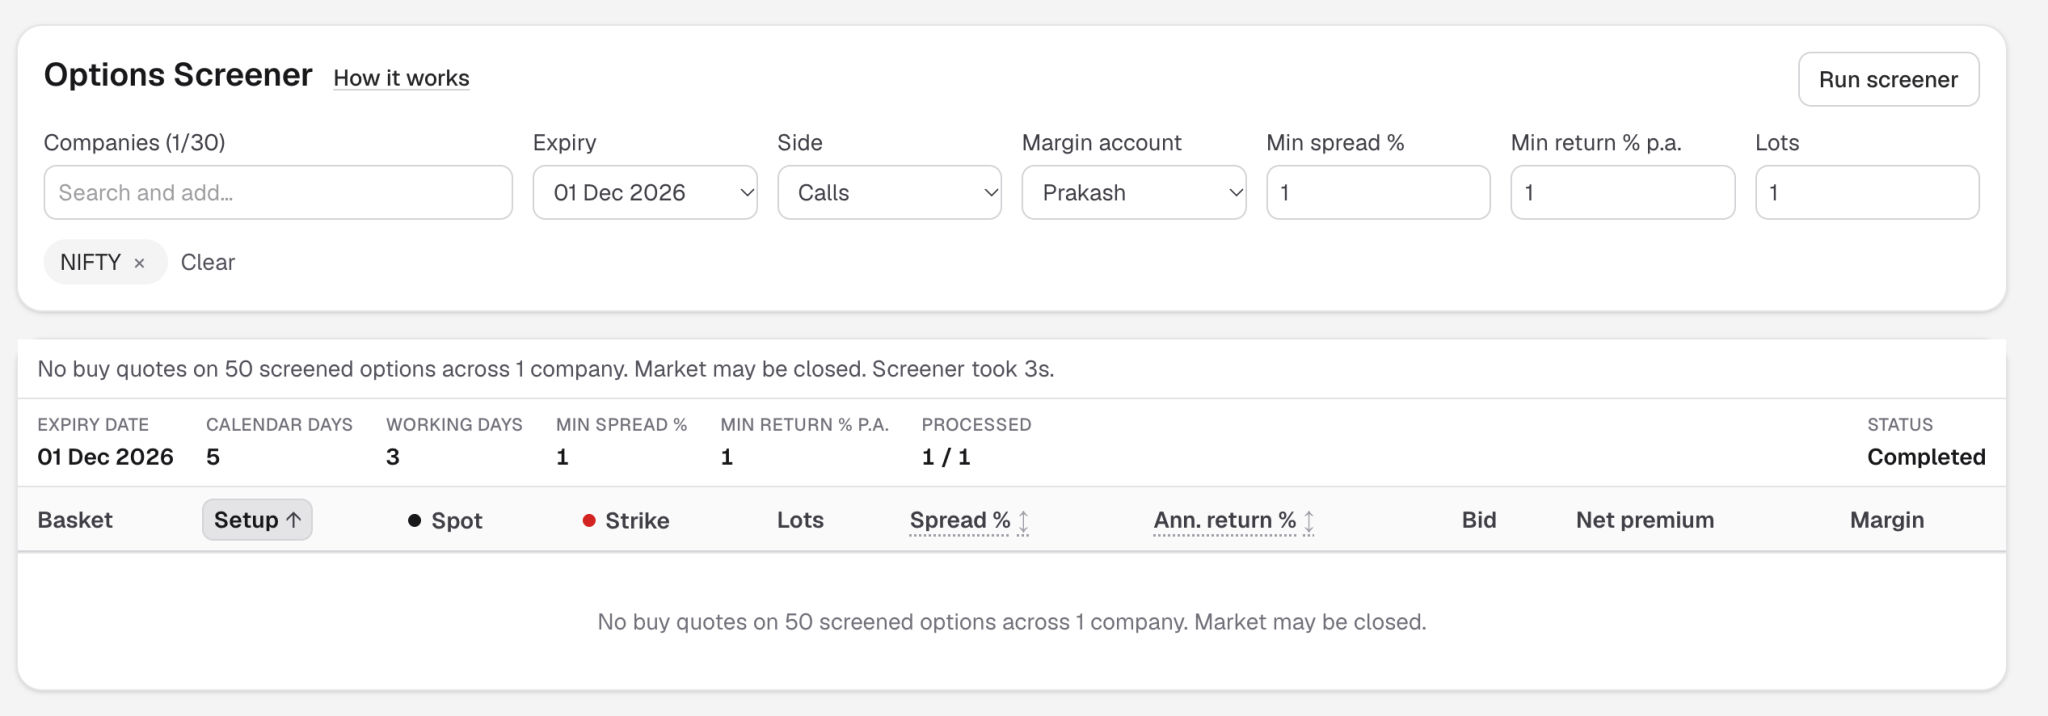 Options Screener How it works
Run screener
Companies (1/30) Expiry Side Margin account Min spread % Min return % p.a. Lots
Search and add… 01 Dec 2026 Calls Prakash 1 1 1
NIFTY × Clear
No buy quotes on 50 screened options across 1 company. Market may be closed. Screener took 3s.
EXPIRY DATE CALENDAR DAYS WORKING DAYS MIN SPREAD % MIN RETURN % P.A. PROCESSED STATUS
01 Dec 2026 5 3 1 1 1 / 1 Completed
Basket Setup ↑ Spot Strike Lots Spread % ↕ Ann. return % ↕ Bid Net premium Margin
No buy quotes on 50 screened options across 1 company. Market may be closed.